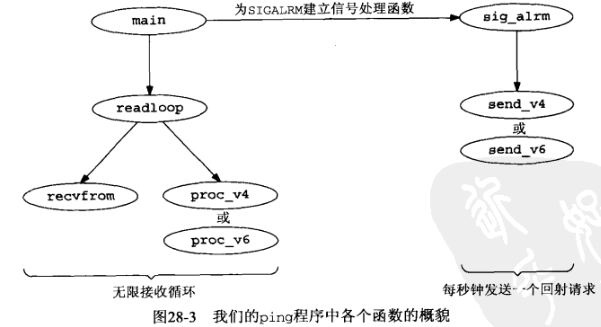 main
为SIGALRM建立信号处理函数
sig_alrm
readloop
send_v4
或
send_v6
recvfrom
proc_v4
或
proc_v6
无限接收循环
每秒钟发送一个回射请求
图28-3 我们的ping程序中各个函数的概貌